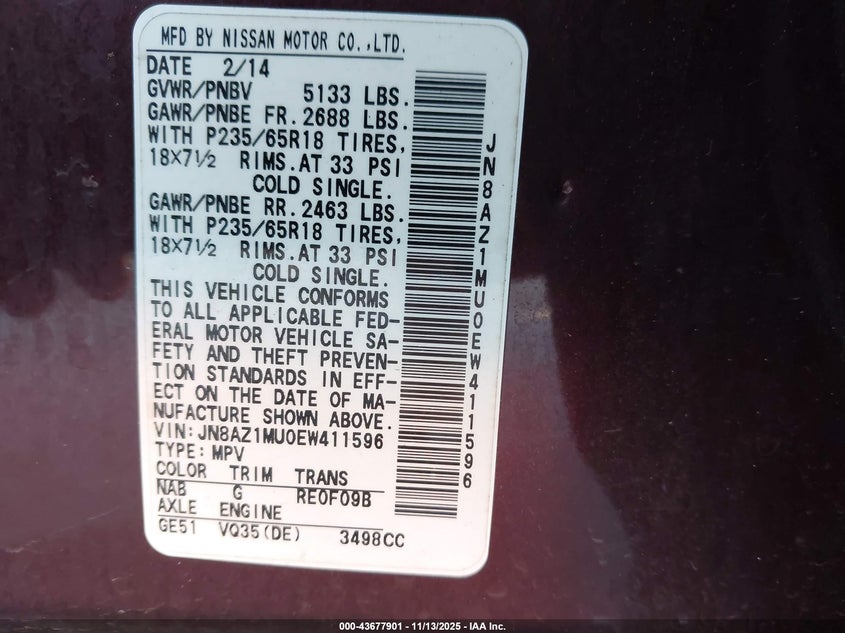 MFD BY NISSAN MOTOR CO.,LTD.
DATE 2/14
GVWR/PNBV 5133 LBS.
GAWR/PNBE FR. 2688 LBS.
WITH P235/65R18 TIRES,
18X7½ RIMS. AT 33 PSI
COLD SINGLE.
GAWR/PNBE RR. 2463 LBS.
WITH P235/65R18 TIRES,
18X7½ RIMS. AT 33 PSI
COLD SINGLE.
THIS VEHICLE CONFORMS
TO ALL APPLICABLE FED-
ERAL MOTOR VEHICLE SA-
FETY AND THEFT PREVEN-
TION STANDARDS IN EFF-
ECT ON THE DATE OF MA-
NUFACTURE SHOWN ABOVE.
VIN:JN8AZ1MU0EW411596
TYPE:MPV
COLOR TRIM TRANS
NAB G RE0F09B
AXLE ENGINE
GE51 VQ35(DE) 3498CC
JN8AZ1MU0EW411596
000-43677901 - 11/13/2025 - IAA Inc.